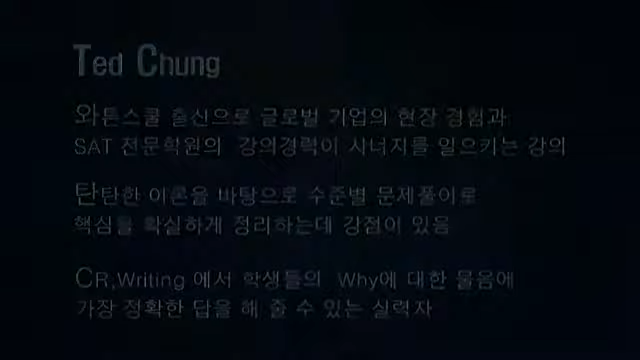 Ted Chung
와튼스쿨 출신으로 글로벌 기업의 현장 경험과
SAT 전문학원의 강의경력이 시너지를 일으키는 강의
탄탄한 이론을 바탕으로 수준별 문제풀이로
핵심을 확실하게 정리하는데 강점이 있음
CR,Writing 에서 학생들의 Why에 대한 물음에
가장 정확한 답을 해 줄 수 있는 실력자